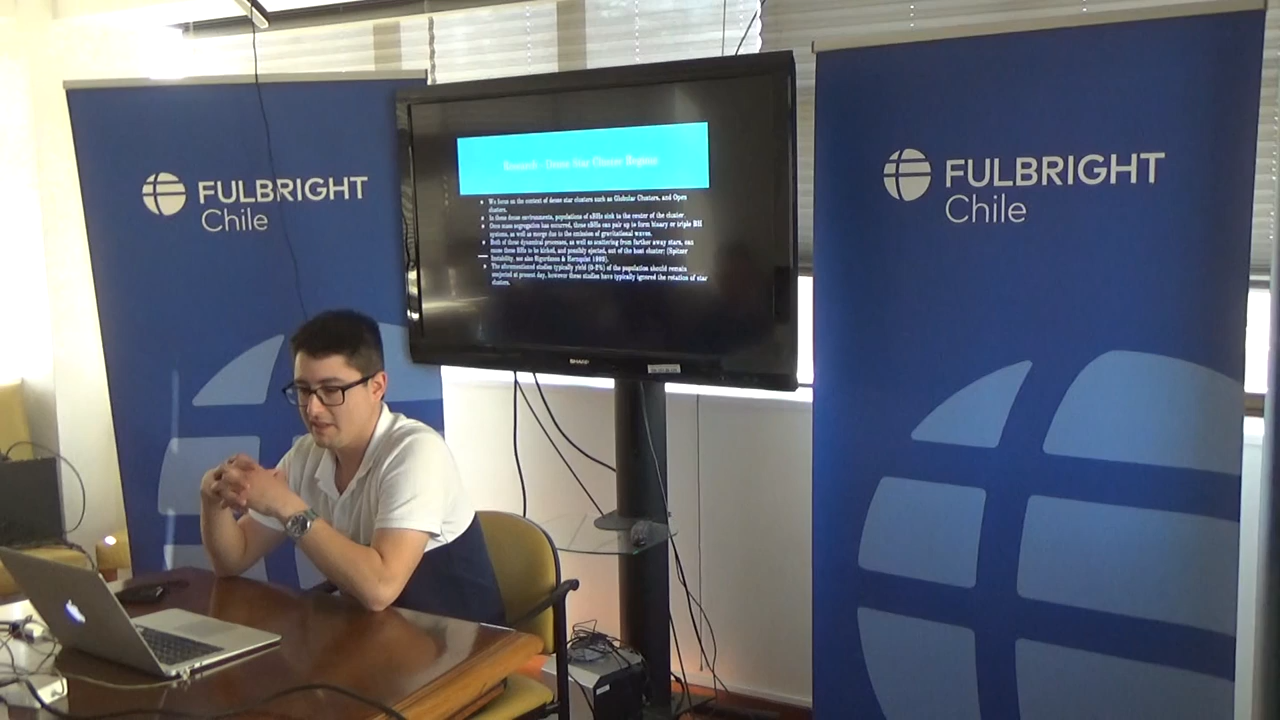 FULBRIGHT
Chile
Research - Dense Star Cluster Regime
We focus on the context of dense star clusters such as Globular Clusters, and Open
clusters.
In these dense environments, populations of sBHs sink to the center of the cluster.
Once mass segregation has occurred, these sBHs can pair up to form binary or triple BH
systems, as well as merge due to the emission of gravitational waves.
Both of these dynamical processes, as well as scattering from farther away stars, can
cause these BHs to be kicked, and possibly ejected, out of the host cluster; (Spitzer
Instability, see also Sigurdsson & Hernquist 1993).
The aforementioned studies typically yield (0-2%) of the population should remain
unejected at present day, however these studies have typically ignored the rotation of star
clusters.
SHARP
FULBRIGHT
Chile